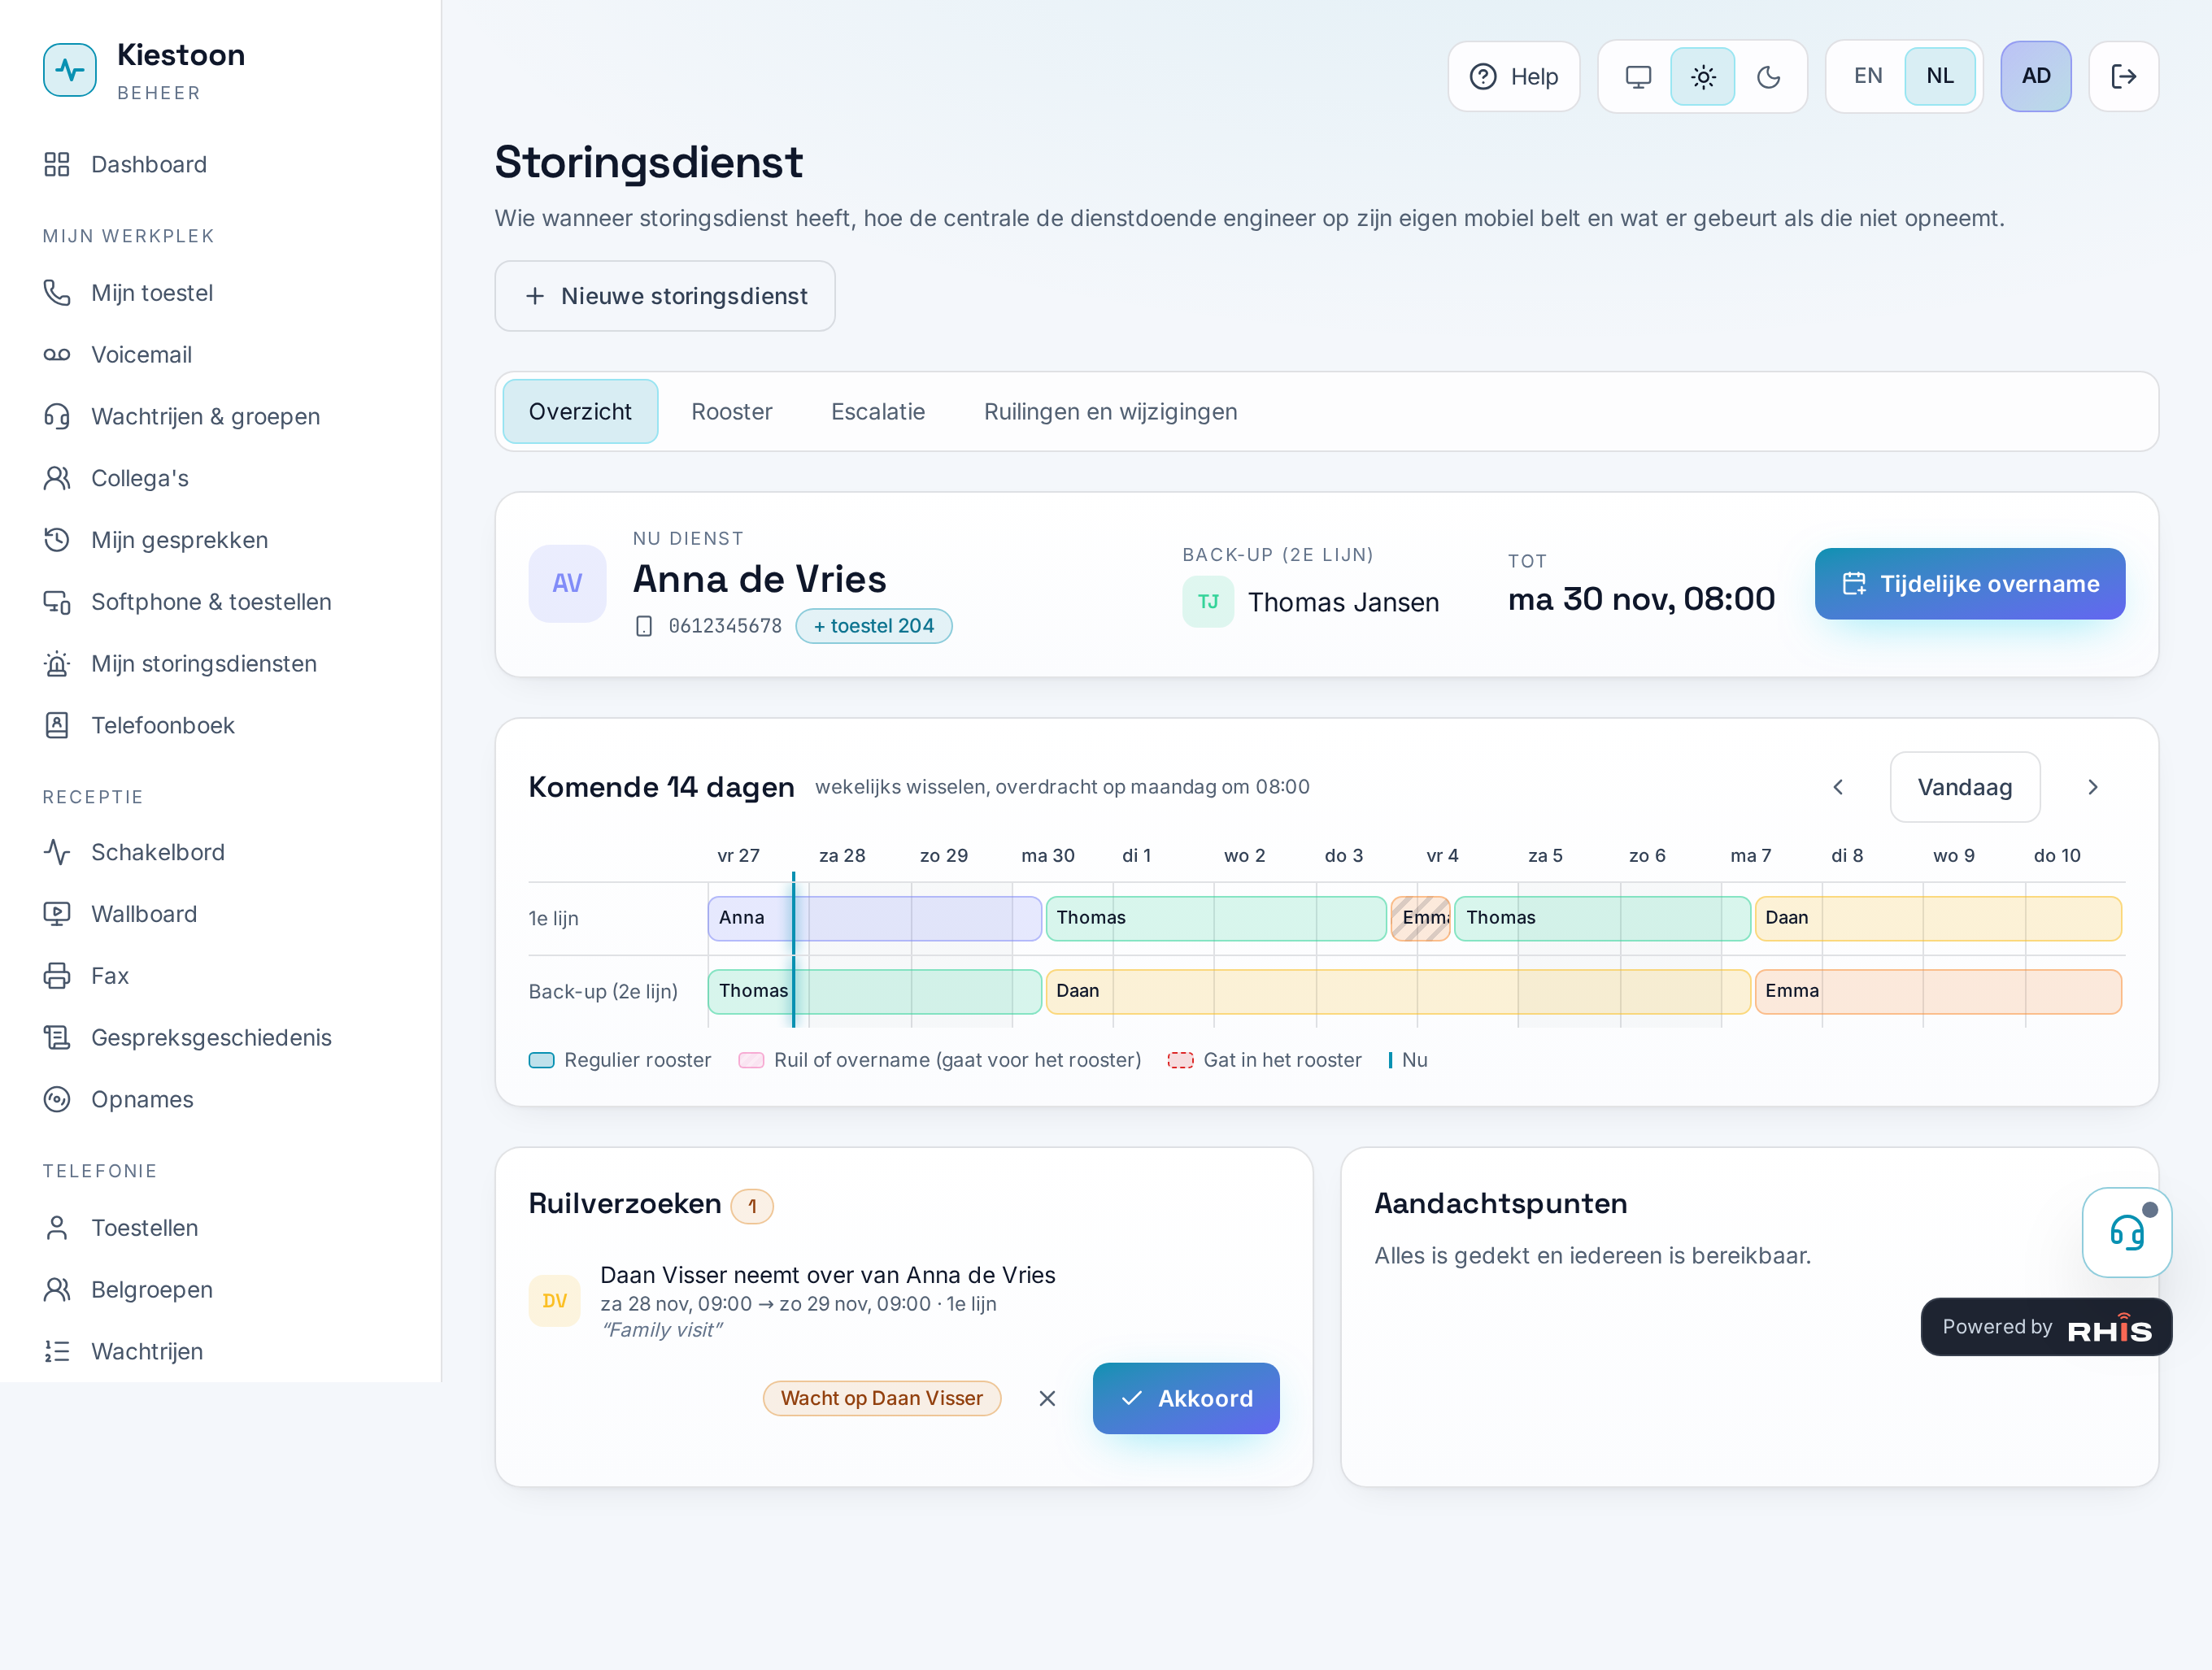 Kiestoon
BEHEER
Dashboard
MIJN WERKPLEK
Mijn toestel
Voicemail
Wachtrijen & groepen
Collega's
Mijn gesprekken
Softphone & toestellen
Mijn storingsdiensten
Telefoonboek
RECEPTIE
Schakelbord
Wallboard
Fax
Gespreksgeschiedenis
Opnames
TELEFONIE
Toestellen
Belgroepen
Wachtrijen
Help
EN NL
AD
Storingsdienst
Wie wanneer storingsdienst heeft, hoe de centrale de dienstdoende engineer op zijn eigen mobiel belt en wat er gebeurt als die niet opneemt.
Nieuwe storingsdienst
Overzicht Rooster Escalatie Ruilingen en wijzigingen
AV
NU DIENST
Anna de Vries
0612345678 + toestel 204
BACK-UP (2E LIJN)
TJ Thomas Jansen
TOT
ma 30 nov, 08:00
Tijdelijke overname
Komende 14 dagen wekelijks wisselen, overdracht op maandag om 08:00
Vandaag
vr 27 za 28 zo 29 ma 30 di 1 wo 2 do 3 vr 4 za 5 zo 6 ma 7 di 8 wo 9 do 10
1e lijn Anna Thomas Emma Thomas Daan
Back-up (2e lijn) Thomas Daan Emma
Regulier rooster Ruil of overname (gaat voor het rooster) Gat in het rooster Nu
Ruilverzoeken 1
DV
Daan Visser neemt over van Anna de Vries
za 28 nov, 09:00 → zo 29 nov, 09:00 · 1e lijn
“Family visit”
Wacht op Daan Visser
Akkoord
Aandachtspunten
Alles is gedekt en iedereen is bereikbaar.
Powered by RHIS